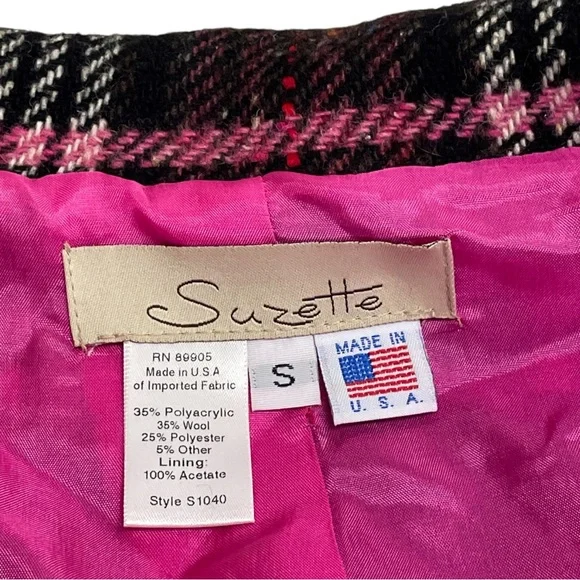 Suzette
RN 89905
Made in U.S.A
of Imported Fabric
35% Polyacrylic
35% Wool
25% Polyester
5% Other
Lining:
100% Acetate
Style S1040
S
MADE IN
U. S. A.